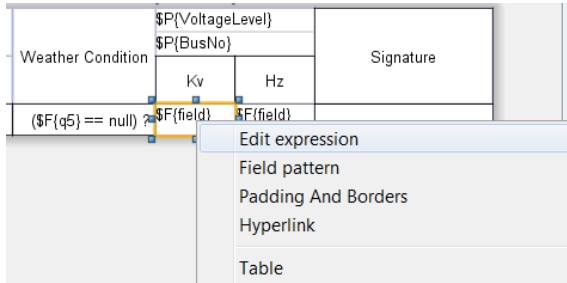 $P{VoltageLevel}
$P{BusNo}
Weather Condition
Signature
Kv
Hz
($F{q5} == null) ?
$F{field}
$F{field}
Edit expression
Field pattern
Padding And Borders
Hyperlink
Table